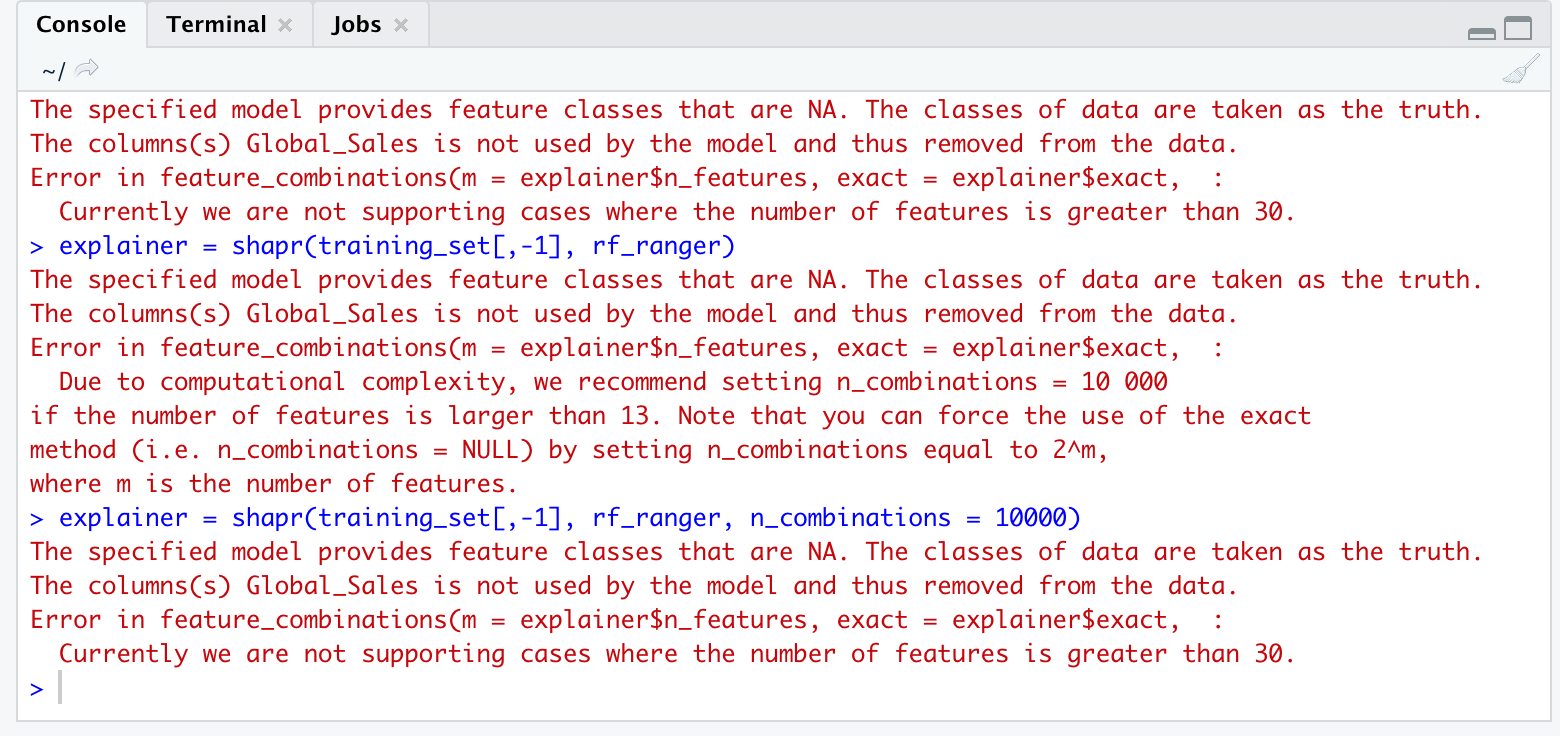 Console Terminal Jobs
~/
The specified model provides feature classes that are NA. The classes of data are taken as the truth.
The columns(s) Global_Sales is not used by the model and thus removed from the data.
Error in feature_combinations(m = explainer$n_features, exact = explainer$exact,  :
  Currently we are not supporting cases where the number of features is greater than 30.
> explainer = shapr(training_set[,-1], rf_ranger)
The specified model provides feature classes that are NA. The classes of data are taken as the truth.
The columns(s) Global_Sales is not used by the model and thus removed from the data.
Error in feature_combinations(m = explainer$n_features, exact = explainer$exact,  :
  Due to computational complexity, we recommend setting n_combinations = 10 000
if the number of features is larger than 13. Note that you can force the use of the exact
method (i.e. n_combinations = NULL) by setting n_combinations equal to 2^m,
where m is the number of features.
> explainer = shapr(training_set[,-1], rf_ranger, n_combinations = 10000)
The specified model provides feature classes that are NA. The classes of data are taken as the truth.
The columns(s) Global_Sales is not used by the model and thus removed from the data.
Error in feature_combinations(m = explainer$n_features, exact = explainer$exact,  :
  Currently we are not supporting cases where the number of features is greater than 30.
>